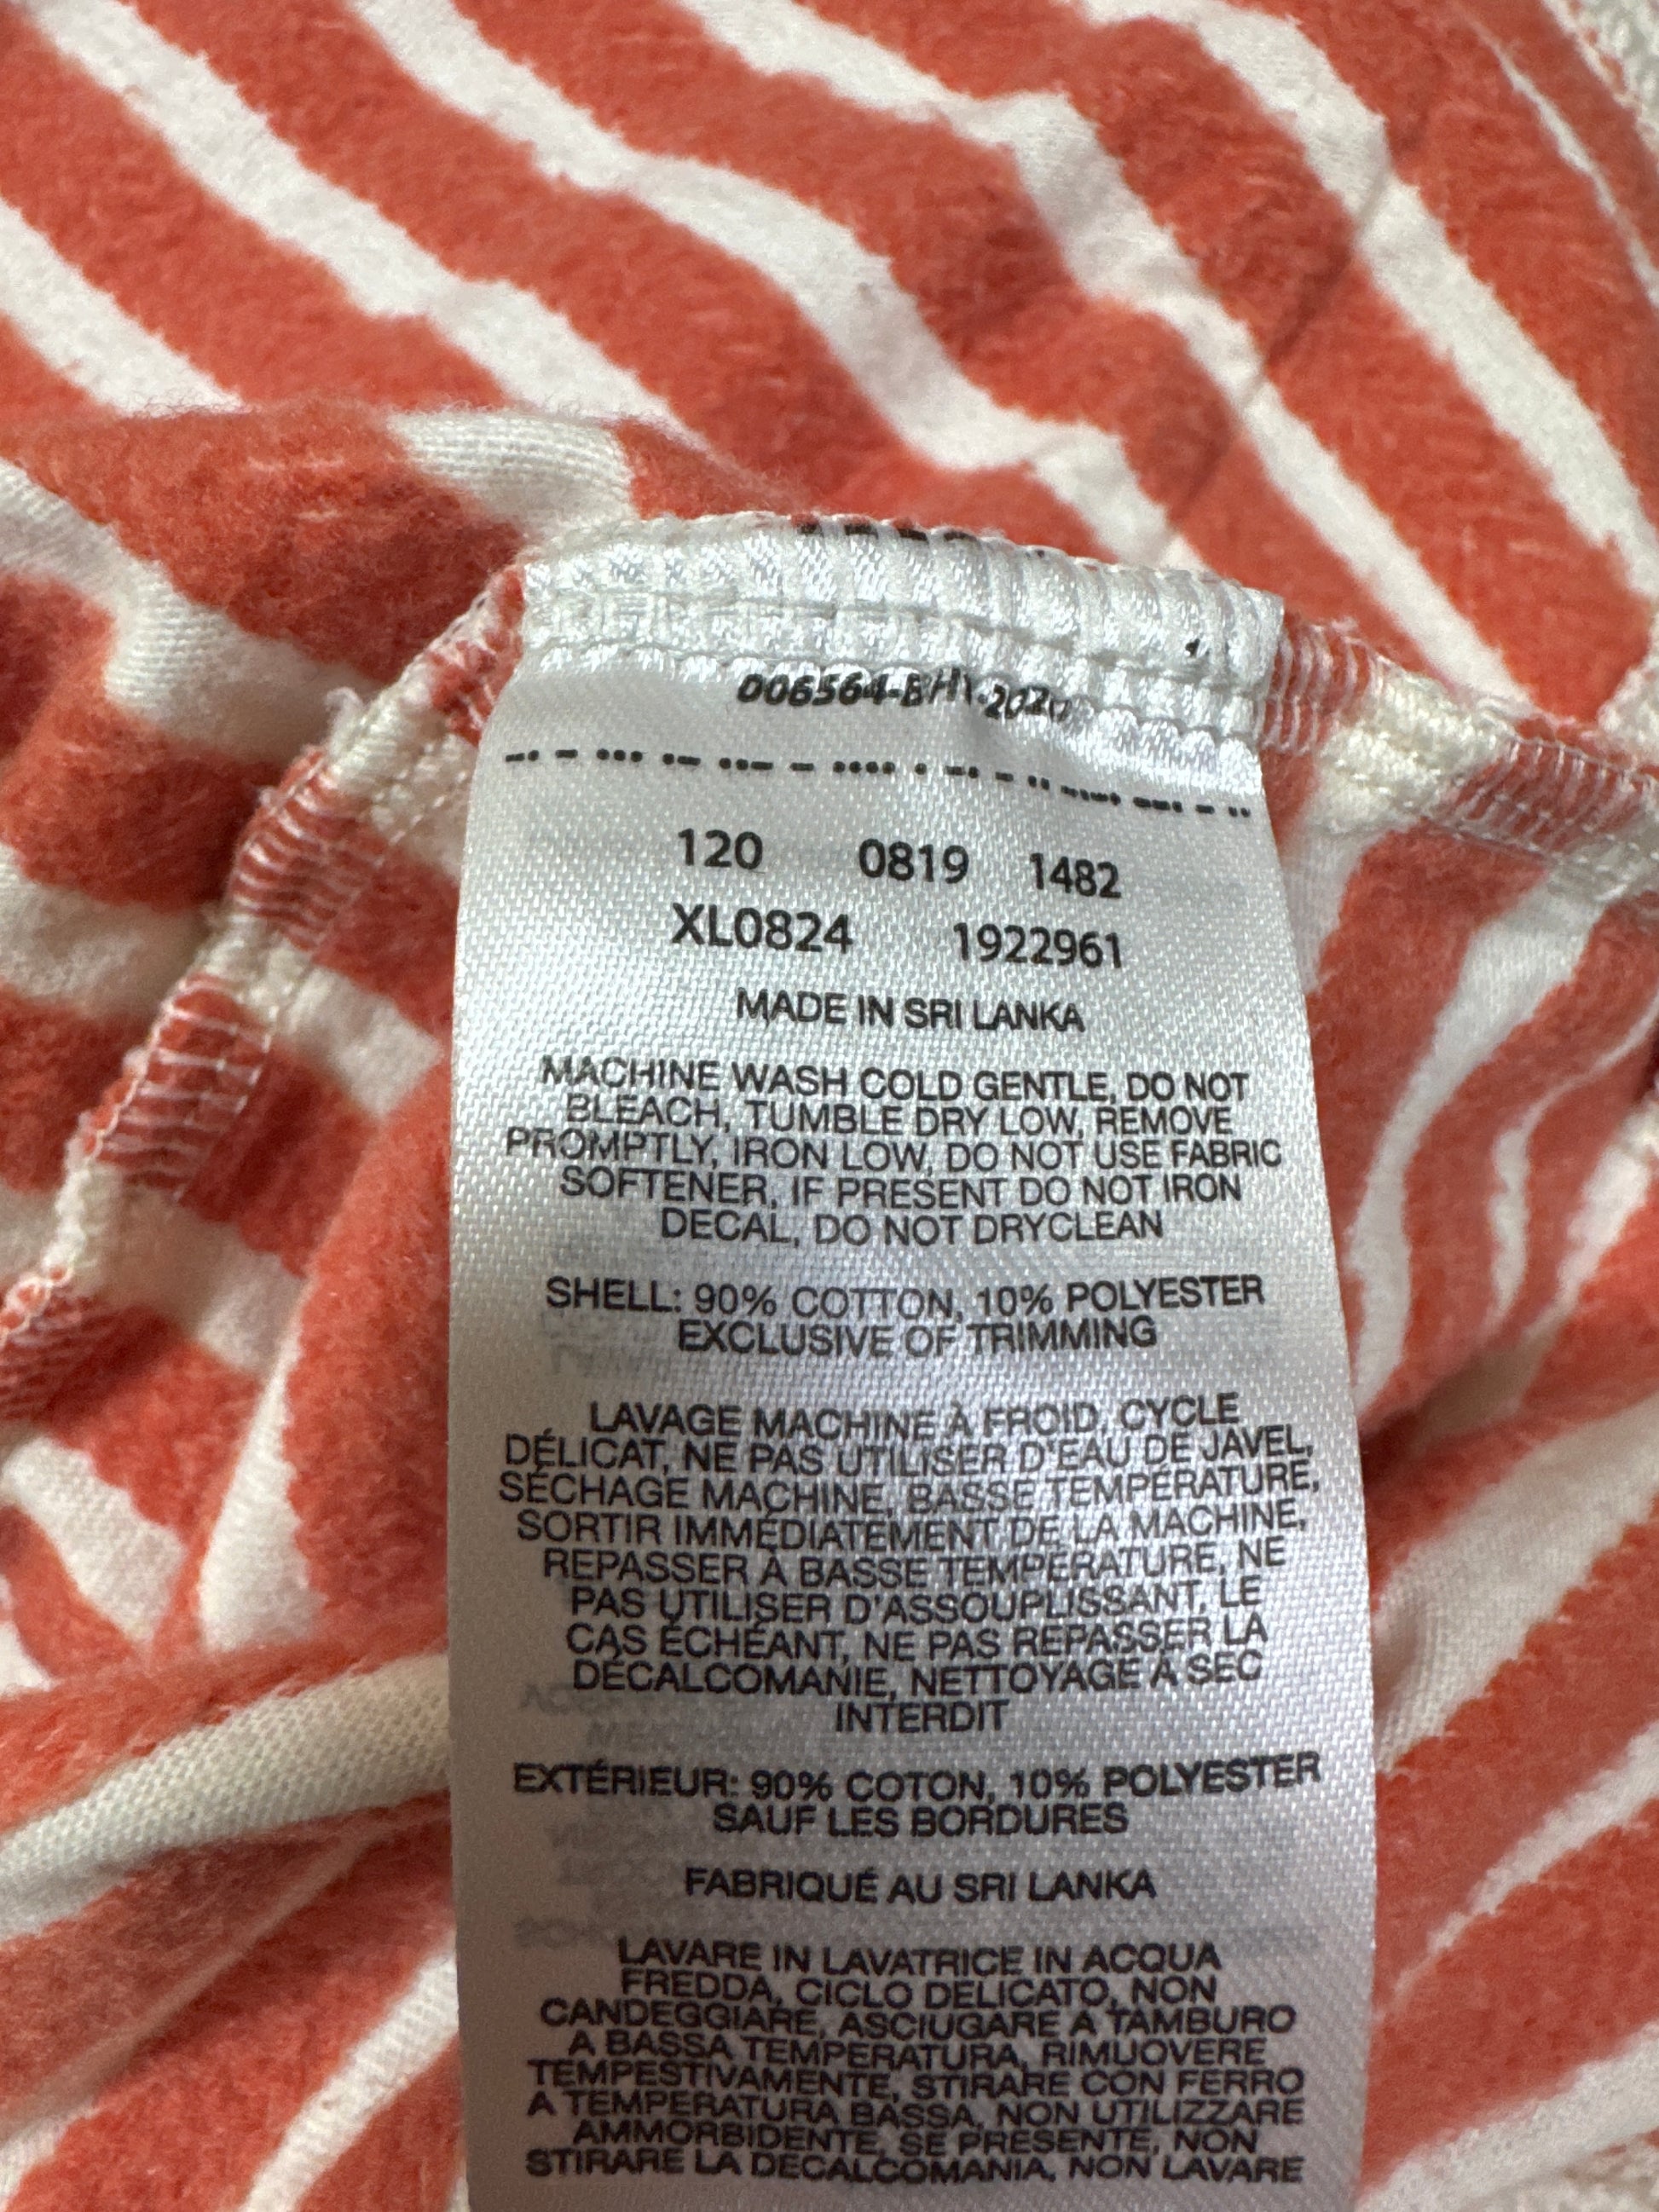 120 0819 1482
XL0824 1922961
MADE IN SRI LANKA
MACHINE WASH COLD GENTLE, DO NOT
BLEACH, TUMBLE DRY LOW, REMOVE
PROMPTLY, IRON LOW, DO NOT USE FABRIC
SOFTENER, IF PRESENT DO NOT IRON
DECAL, DO NOT DRYCLEAN
SHELL: 90% COTTON, 10% POLYESTER
EXCLUSIVE OF TRIMMING
LAVAGE MACHINE À FROID, CYCLE
DÉLICAT, NE PAS UTILISER D'EAU DE JAVEL,
SÉCHAGE MACHINE, BASSE TEMPÉRATURE,
SORTIR IMMÉDIATEMENT DE LA MACHINE,
REPASSER À BASSE TEMPÉRATURE, NE
PAS UTILISER D'ASSOUPLISSANT, LE
CAS ÉCHÉANT, NE PAS REPASSER LA
DÉCALCOMANIE, NETTOYAGE À SEC
INTERDIT
EXTÉRIEUR: 90% COTON, 10% POLYESTER
SAUF LES BORDURES
FABRIQUÉ AU SRI LANKA
LAVARE IN LAVATRICE IN ACQUA
FREDDA, CICLO DELICATO, NON
CANDEGGIARE, ASCIUGARE A TAMBURO
A BASSA TEMPERATURA, RIMUOVERE
TEMPESTIVAMENTE, STIRARE CON FERRO
A TEMPERATURA BASSA, NON UTILIZZARE
AMMORBIDENTE, SE PRESENTE, NON
STIRARE LA DECALCOMANIA, NON LAVARE